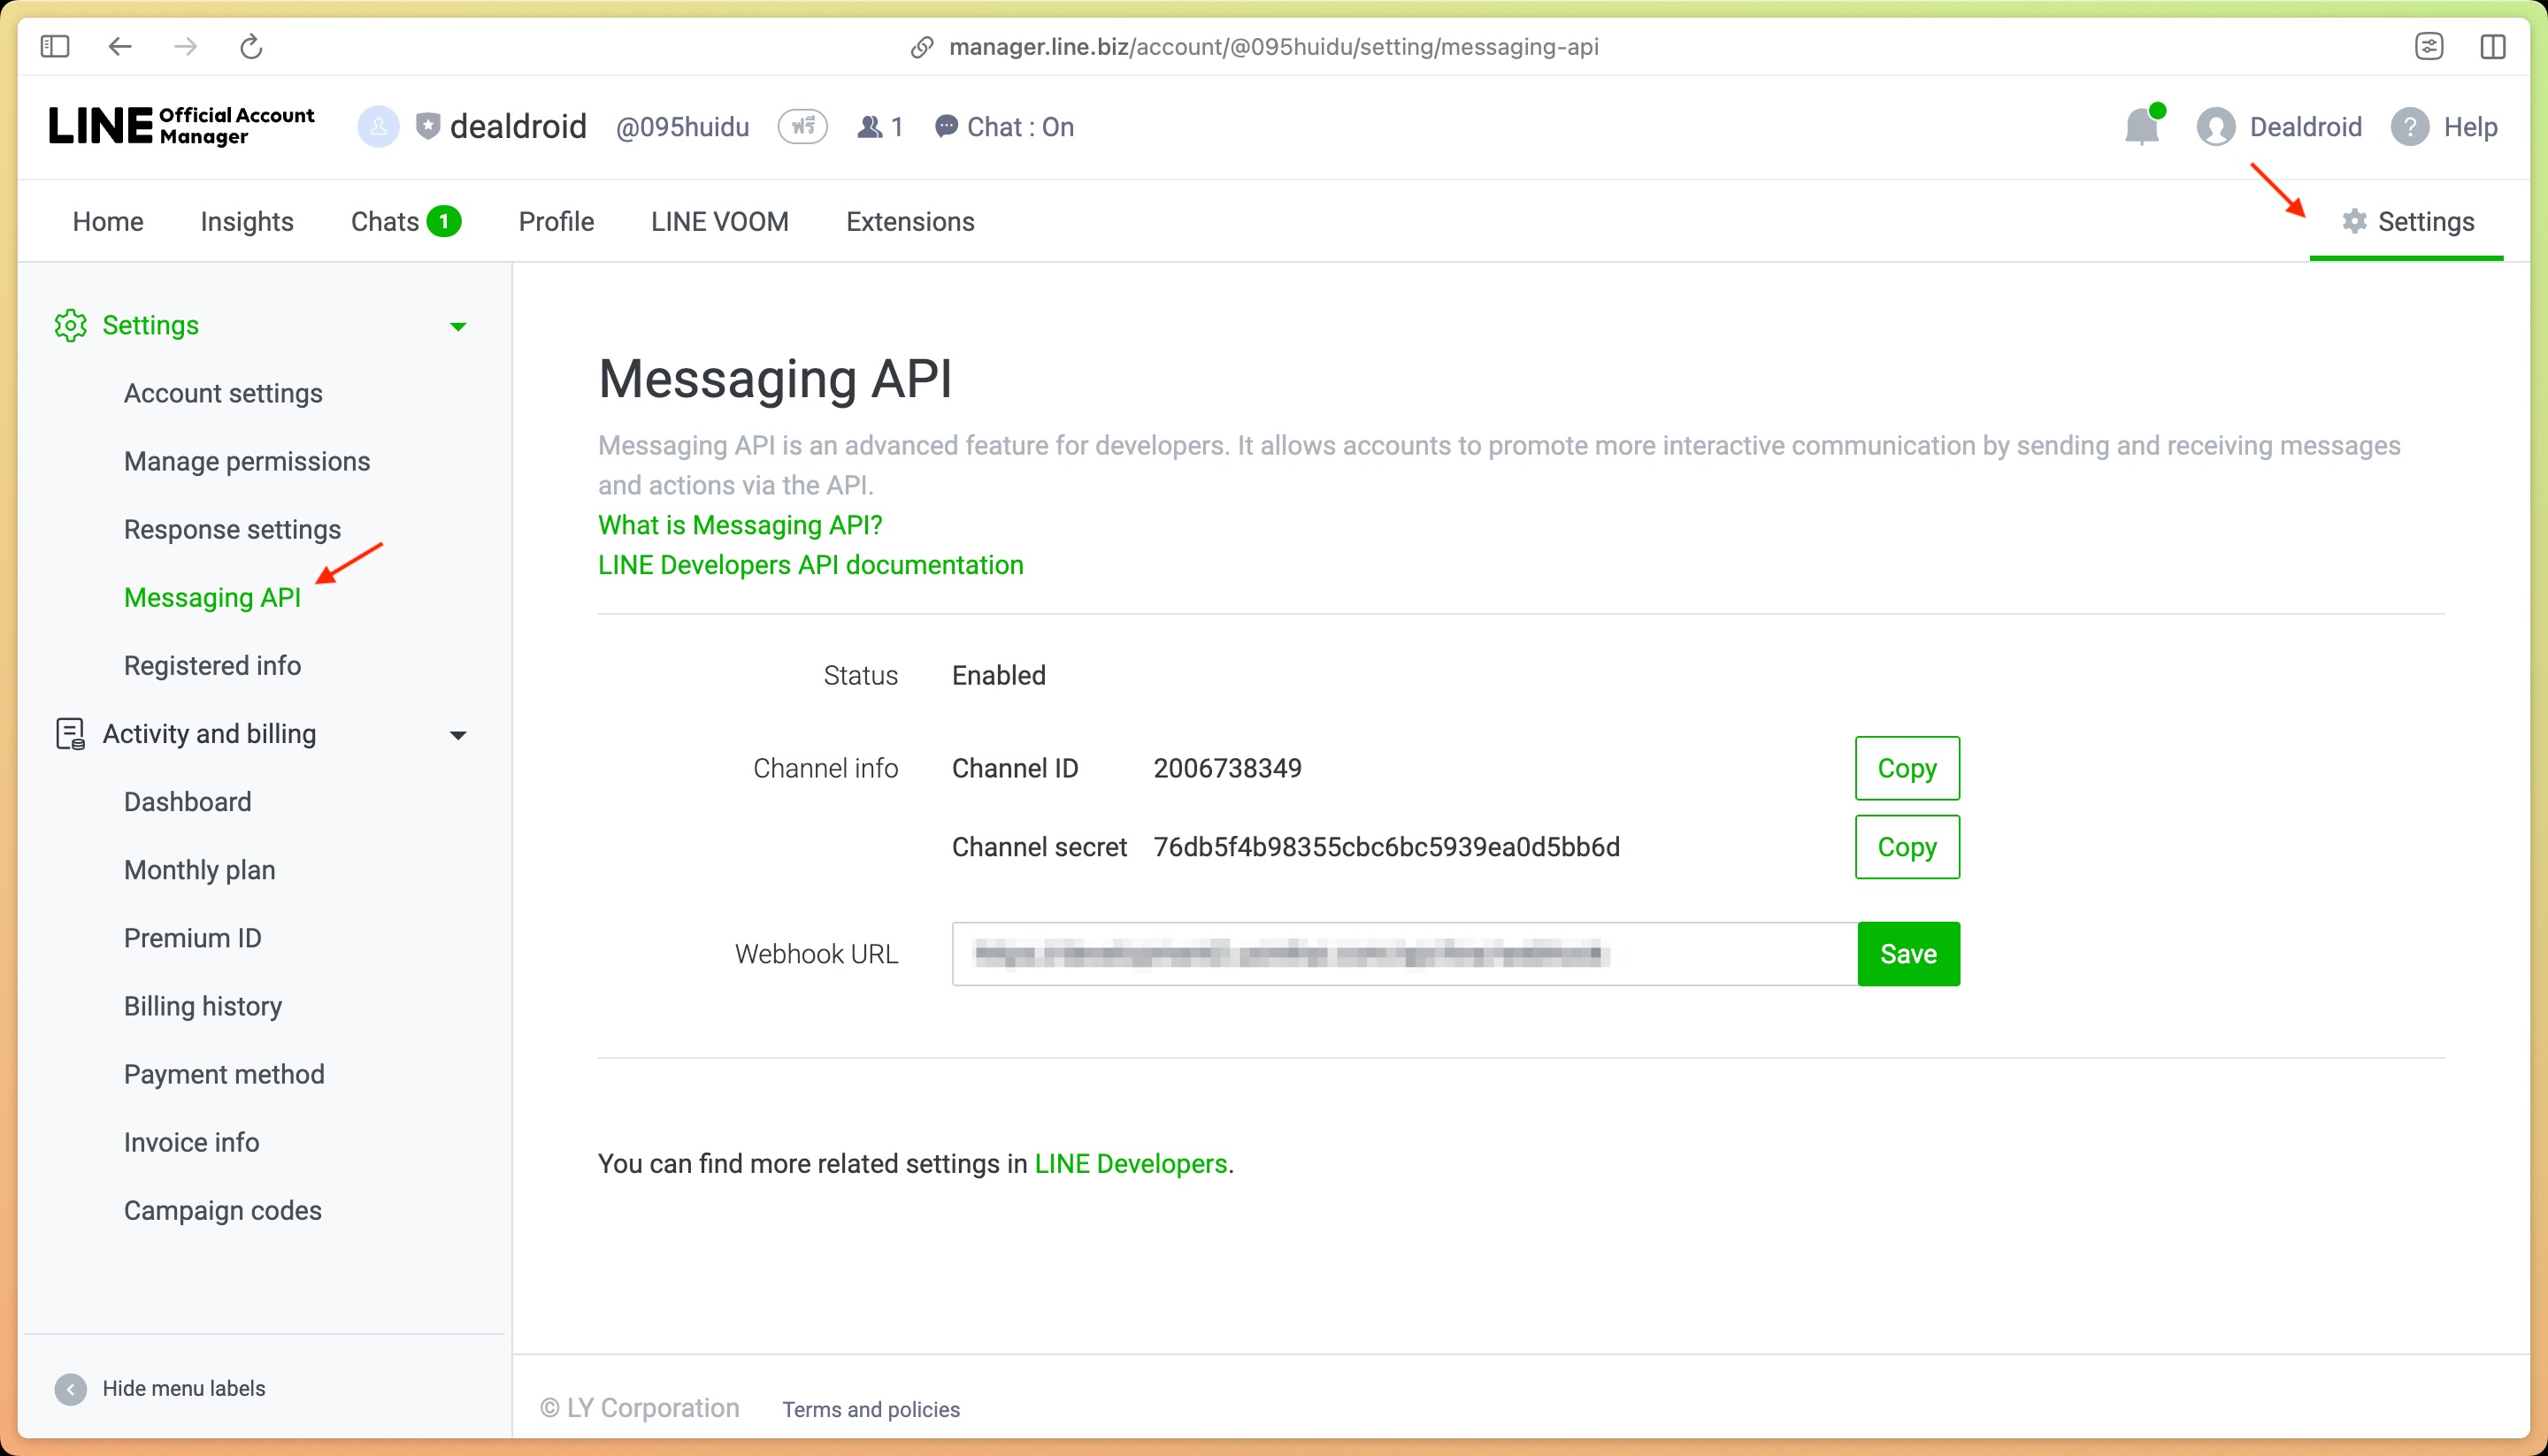 manager.line.biz/account/@095huidu/setting/messaging-api
LINE Official Account Manager
dealdroid @095huidu ฟรี 1 Chat : On
Dealdroid ? Help
Home Insights Chats 1 Profile LINE VOOM Extensions Settings
Settings
Account settings
Manage permissions
Response settings
Messaging API
Registered info
Activity and billing
Dashboard
Monthly plan
Premium ID
Billing history
Payment method
Invoice info
Campaign codes
Hide menu labels
Messaging API
Messaging API is an advanced feature for developers. It allows accounts to promote more interactive communication by sending and receiving messages
and actions via the API.
What is Messaging API?
LINE Developers API documentation
Status Enabled
Channel info Channel ID 2006738349 Copy
Channel secret 76db5f4b98355cbc6bc5939ea0d5bb6d Copy
Webhook URL Save
You can find more related settings in LINE Developers.
© LY Corporation Terms and policies